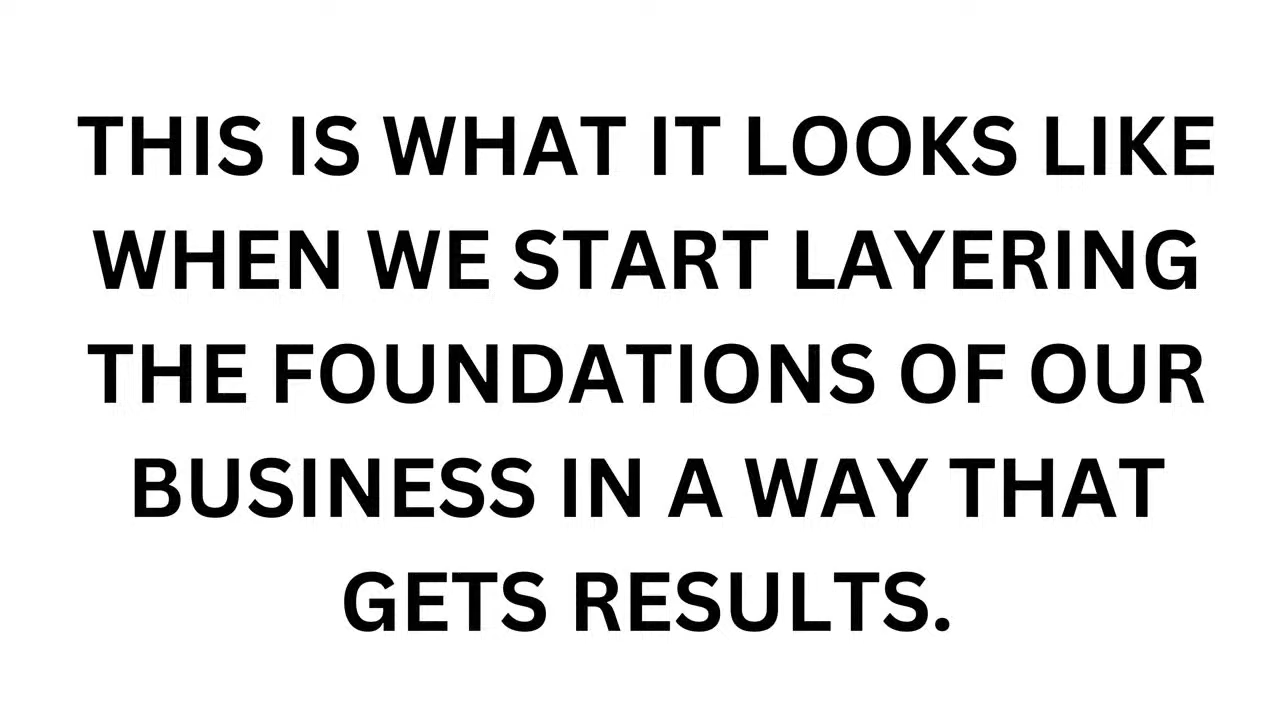 THIS IS WHAT IT LOOKS LIKE
WHEN WE START LAYERING
THE FOUNDATIONS OF OUR
BUSINESS IN A WAY THAT
GETS RESULTS.